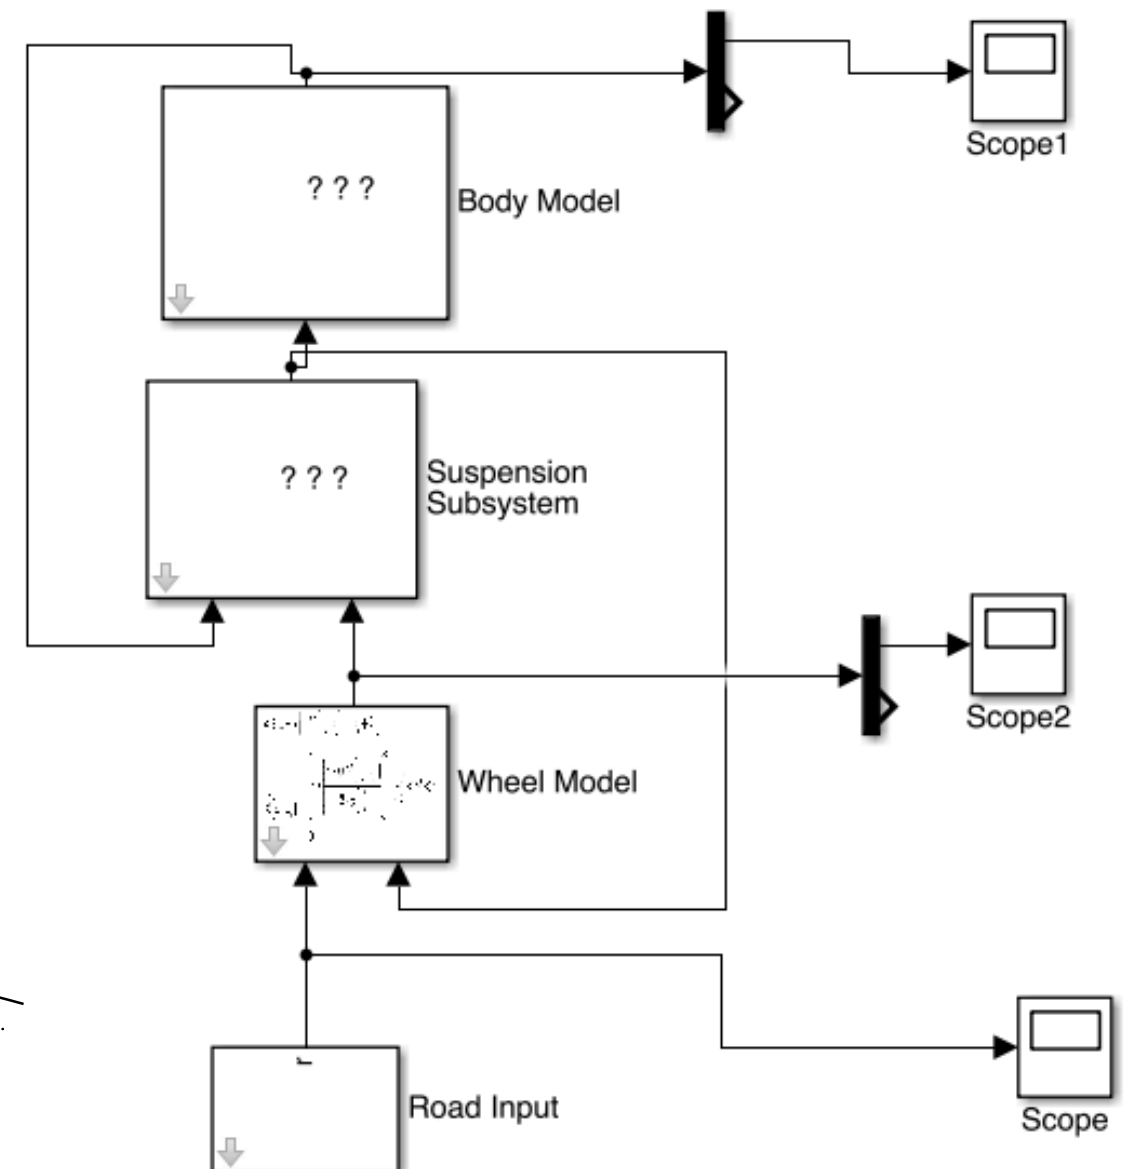 Scope1
? ? ?
Body Model
? ? ?
Suspension
Subsystem
Scope2
Wheel Model
r
Road Input
Scope